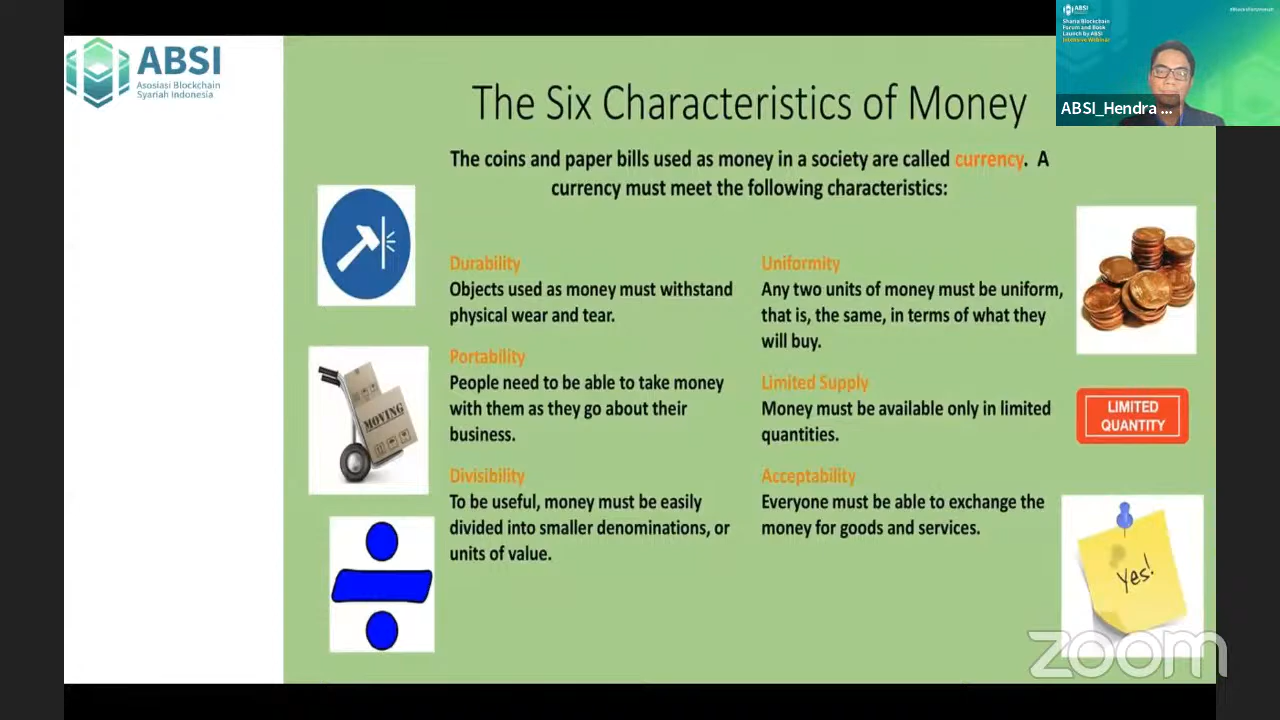 ABSI
Asosiasi Blockchain
Syariah Indonesia
The Six Characteristics of Money
The coins and paper bills used as money in a society are called currency. A
currency must meet the following characteristics:
Durability
Objects used as money must withstand
physical wear and tear.
Portability
People need to be able to take money
with them as they go about their
business.
Divisibility
To be useful, money must be easily
divided into smaller denominations, or
units of value.
Uniformity
Any two units of money must be uniform,
that is, the same, in terms of what they
will buy.
Limited Supply
Money must be available only in limited
quantities.
Acceptability
Everyone must be able to exchange the
money for goods and services.
MOVING
LIMITED
QUANTITY
Yes!
ABSI
Sharia Blockchain
Forum and Book
Launch by ABSI
Intensive Webinar
ABSI_Hendra ...
zoom